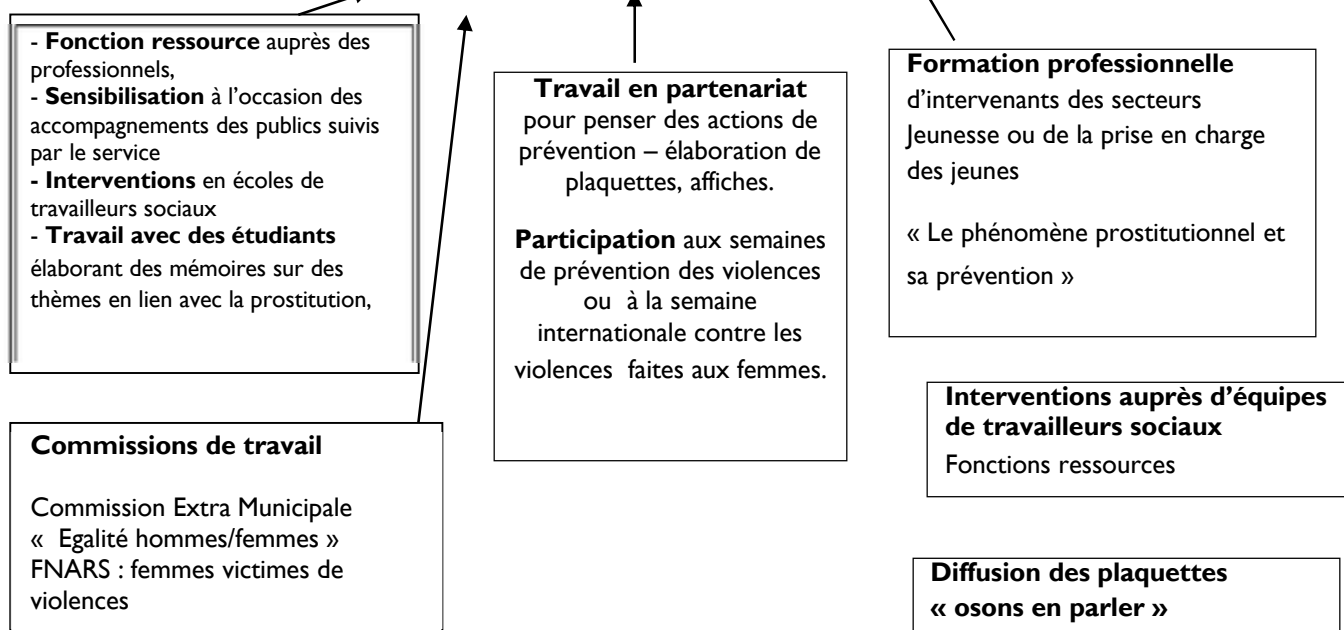 - Fonction ressource auprès des
professionnels,
- Sensibilisation à l’occasion des
accompagnements des publics suivis
par le service
- Interventions en écoles de
travailleurs sociaux
- Travail avec des étudiants
élaborant des mémoires sur des
thèmes en lien avec la prostitution,
Commissions de travail
Commission Extra Municipale
« Egalité hommes/femmes »
FNARS : femmes victimes de
violences
Travail en partenariat
pour penser des actions de
prévention – élaboration de
plaquettes, affiches.
Participation aux semaines
de prévention des violences
ou à la semaine
internationale contre les
violences faites aux femmes.
Formation professionnelle
d’intervenants des secteurs
Jeunesse ou de la prise en charge
des jeunes
« Le phénomène prostitutionnel et
sa prévention »
Interventions auprès d’équipes
de travailleurs sociaux
Fonctions ressources
Diffusion des plaquettes
« osons en parler »